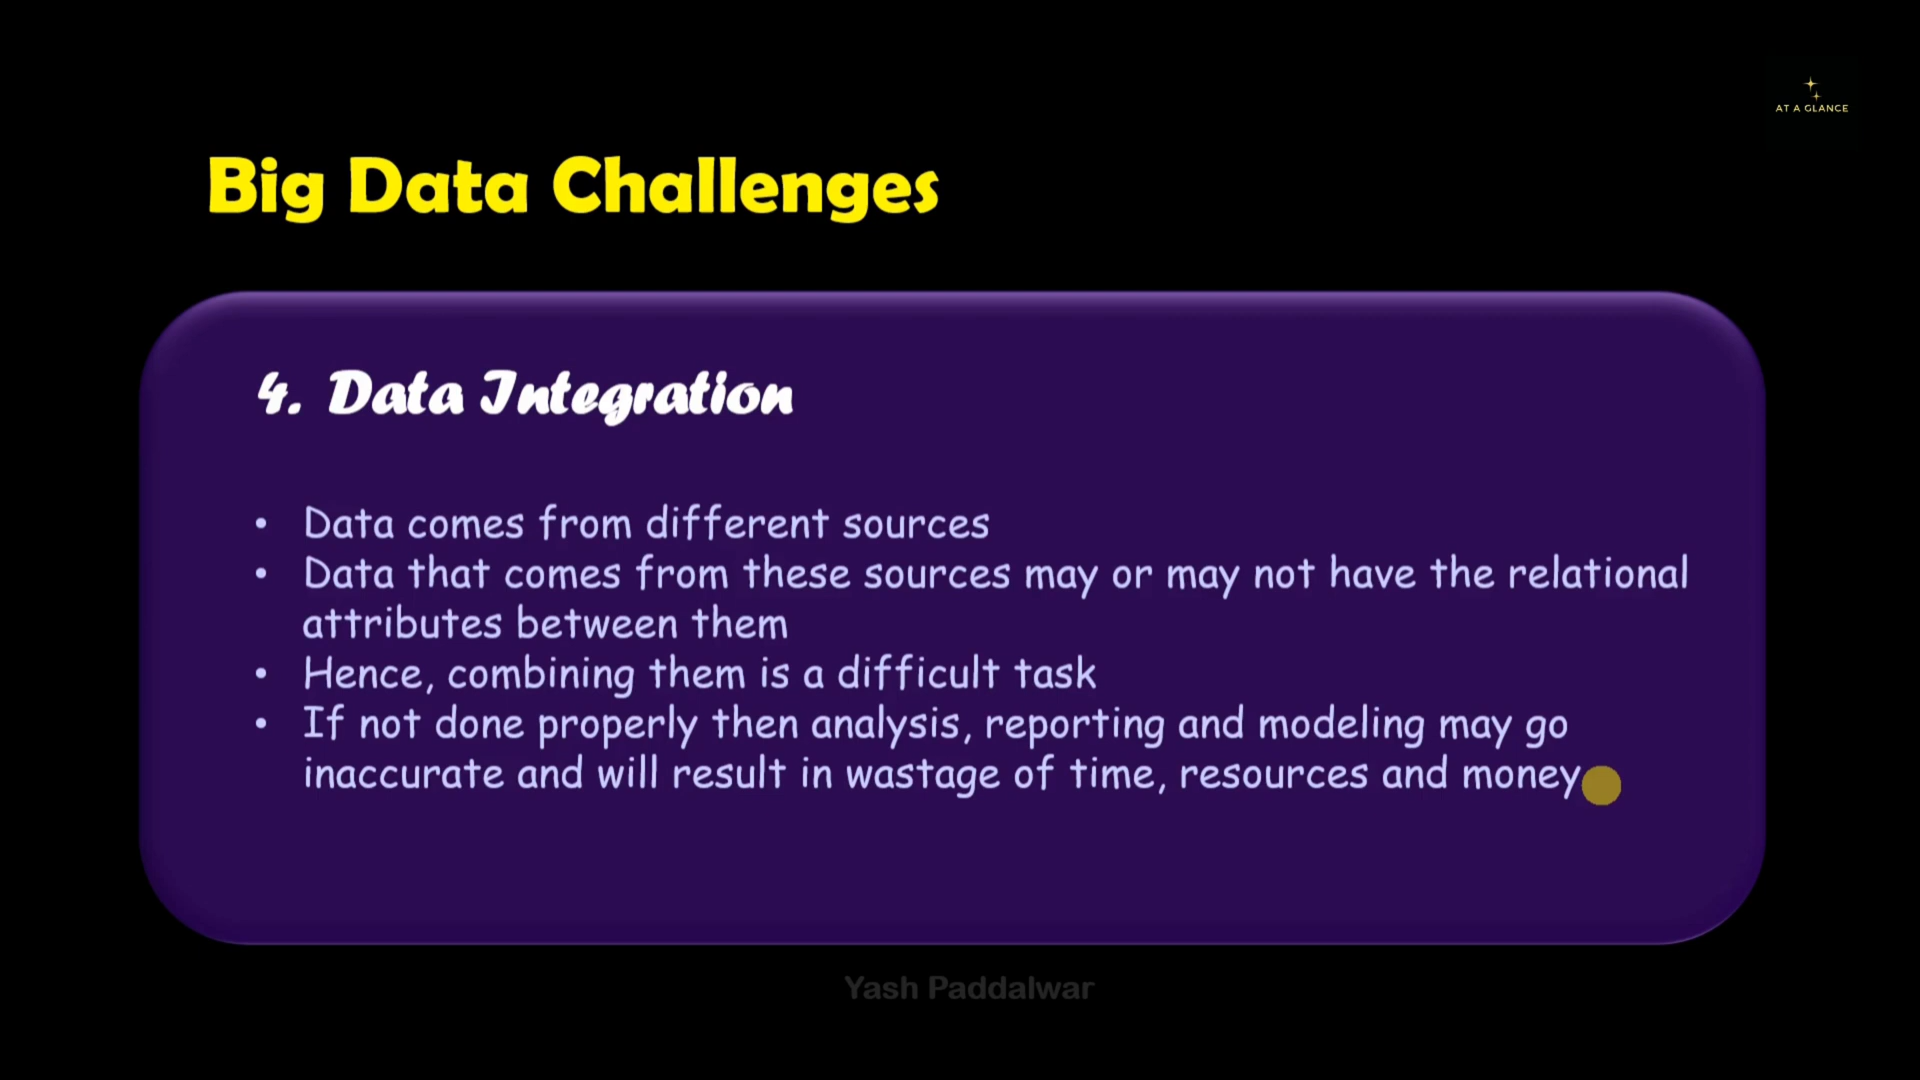 AT A GLANCE
Big Data Challenges
4. Data Integration
• Data comes from different sources
• Data that comes from these sources may or may not have the relational
attributes between them
• Hence, combining them is a difficult task
• If not done properly then analysis, reporting and modeling may go
inaccurate and will result in wastage of time, resources and money
Yash Paddalwar